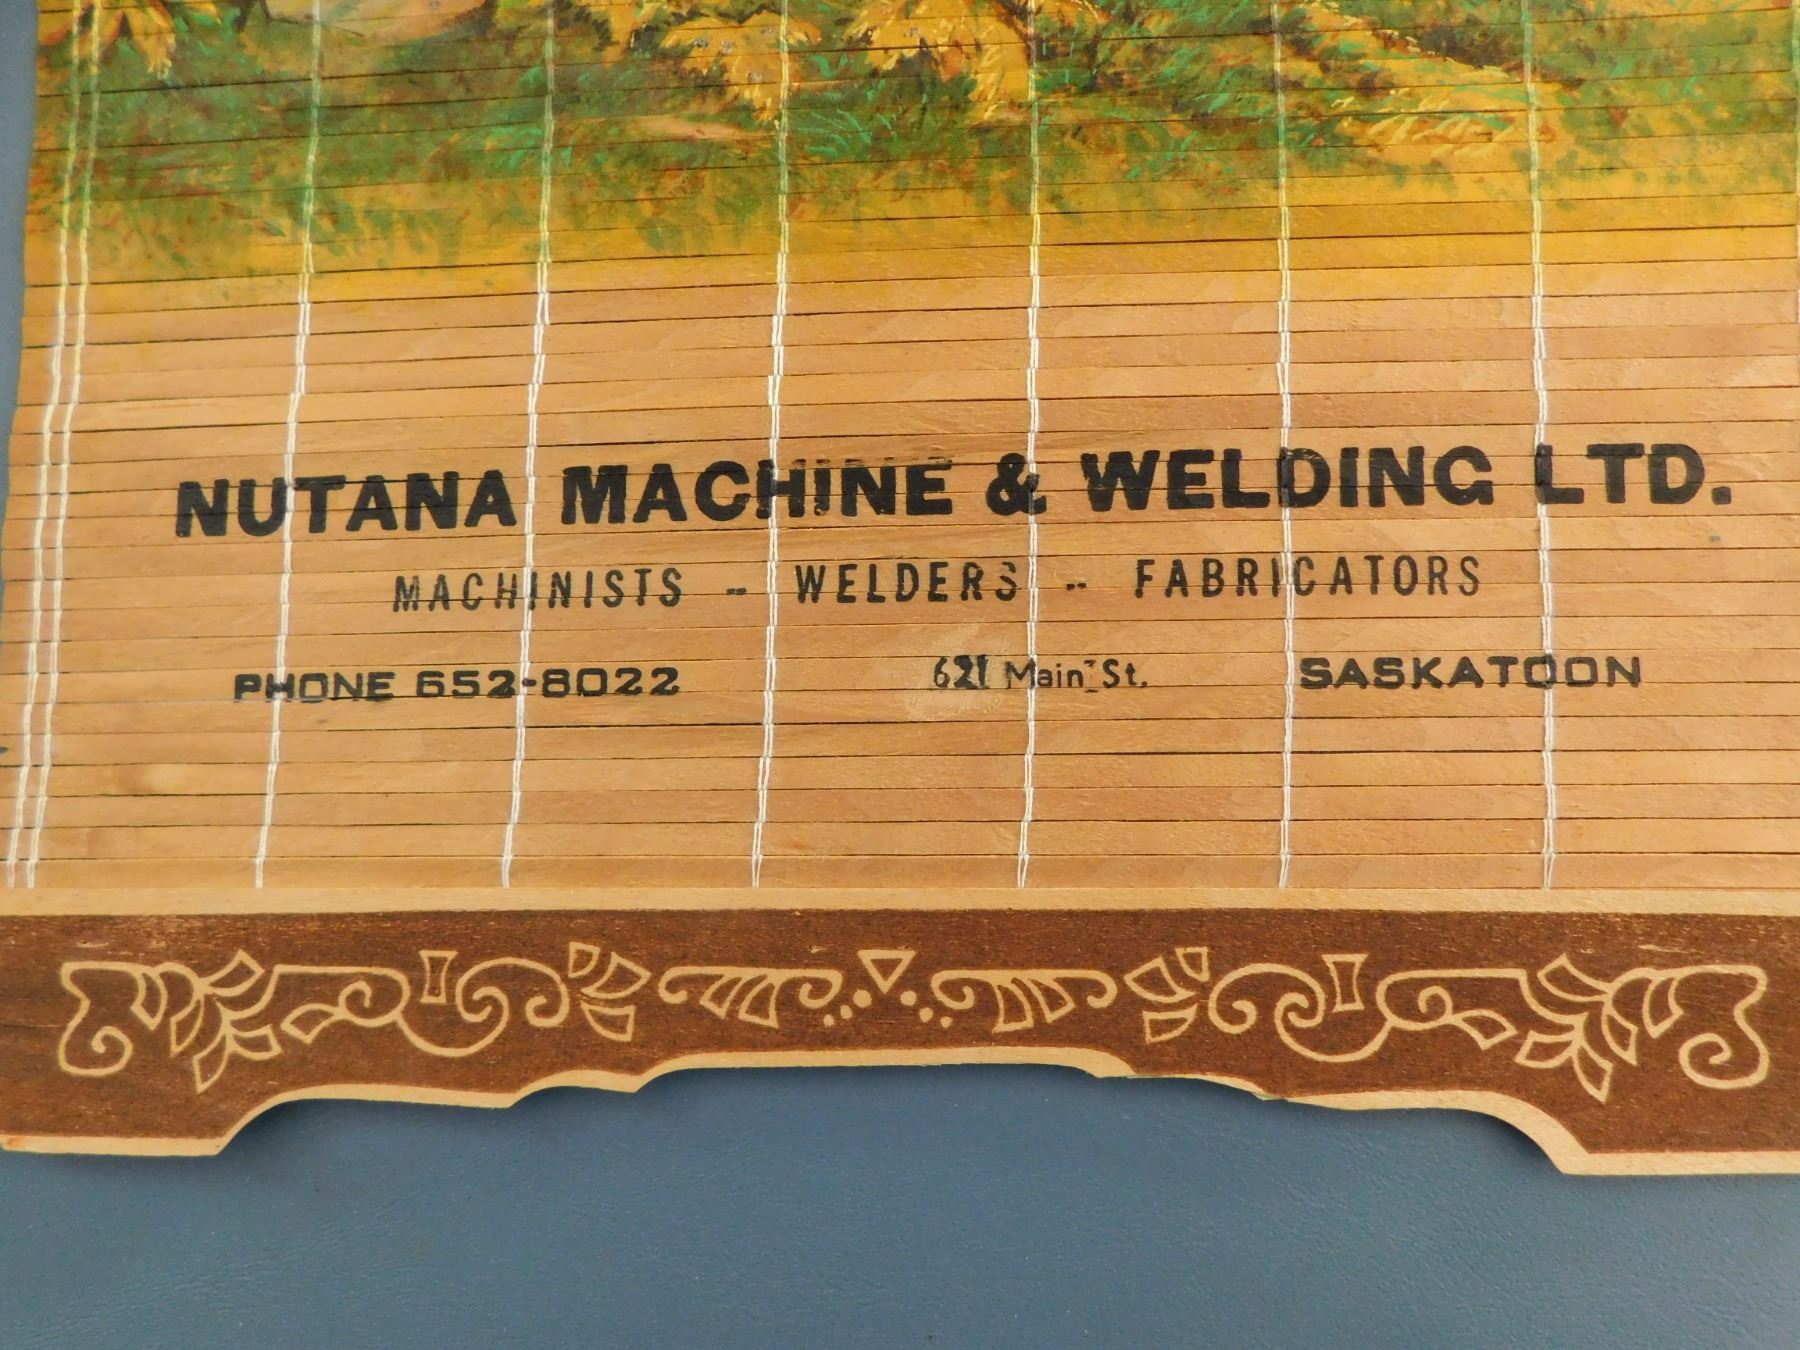 NUTANA MACHINE & WELDING LTD.
MACHINISTS -- WELDERS -- FABRICATORS
PHONE 652-8022 621 Main St. SASKATOON